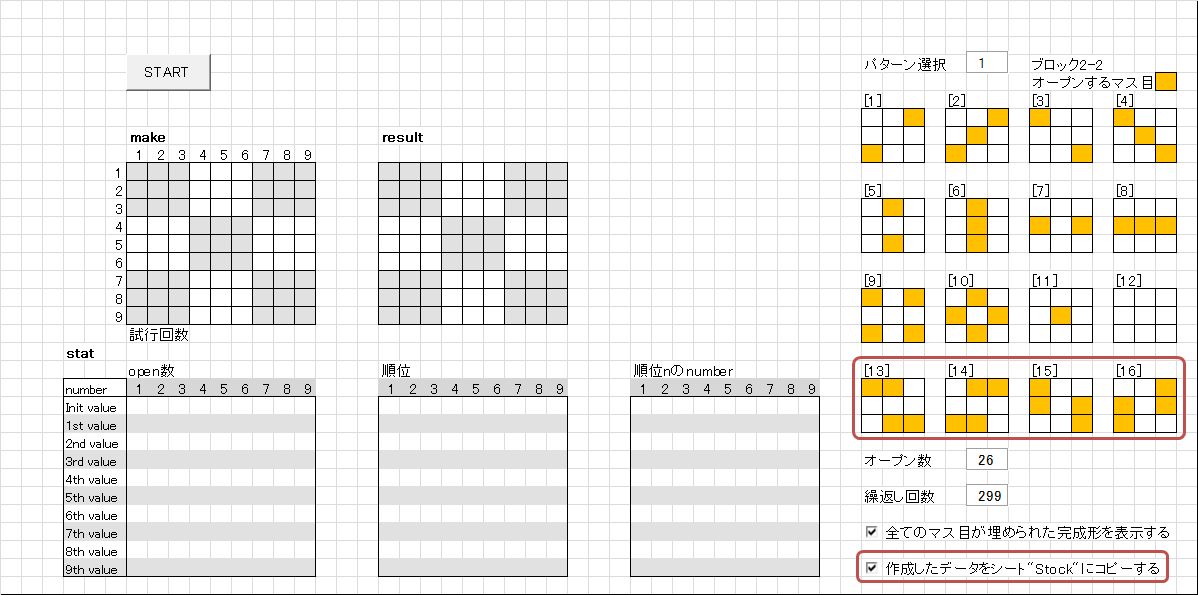 START
パターン選択 1 ブロック2-2
オープンするマス目
[1] [2] [3] [4]
make result
1 2 3 4 5 6 7 8 9
1
2
3
4
5
6
7
8
9
[5] [6] [7] [8]
[9] [10] [11] [12]
試行回数
stat
open数 順位 順位nのnumber
[13] [14] [15] [16]
number 1 2 3 4 5 6 7 8 9 1 2 3 4 5 6 7 8 9 1 2 3 4 5 6 7 8 9
Init value
1st value
2nd value
3rd value
4th value
5th value
6th value
7th value
8th value
9th value
オープン数 26
繰返し回数 299
全てのマス目が埋められた完成形を表示する
作成したデータをシート“Stock“にコピーする